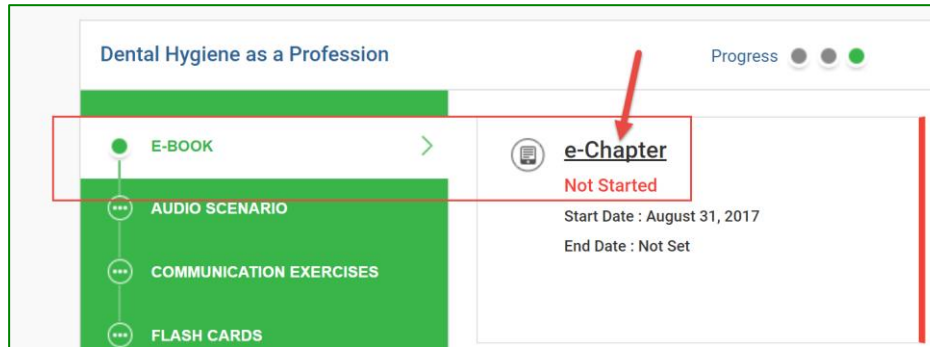 Dental Hygiene as a Profession
Progress
E-BOOK
e-Chapter
Not Started
Start Date : August 31, 2017
End Date : Not Set
AUDIO SCENARIO
COMMUNICATION EXERCISES
FLASH CARDS